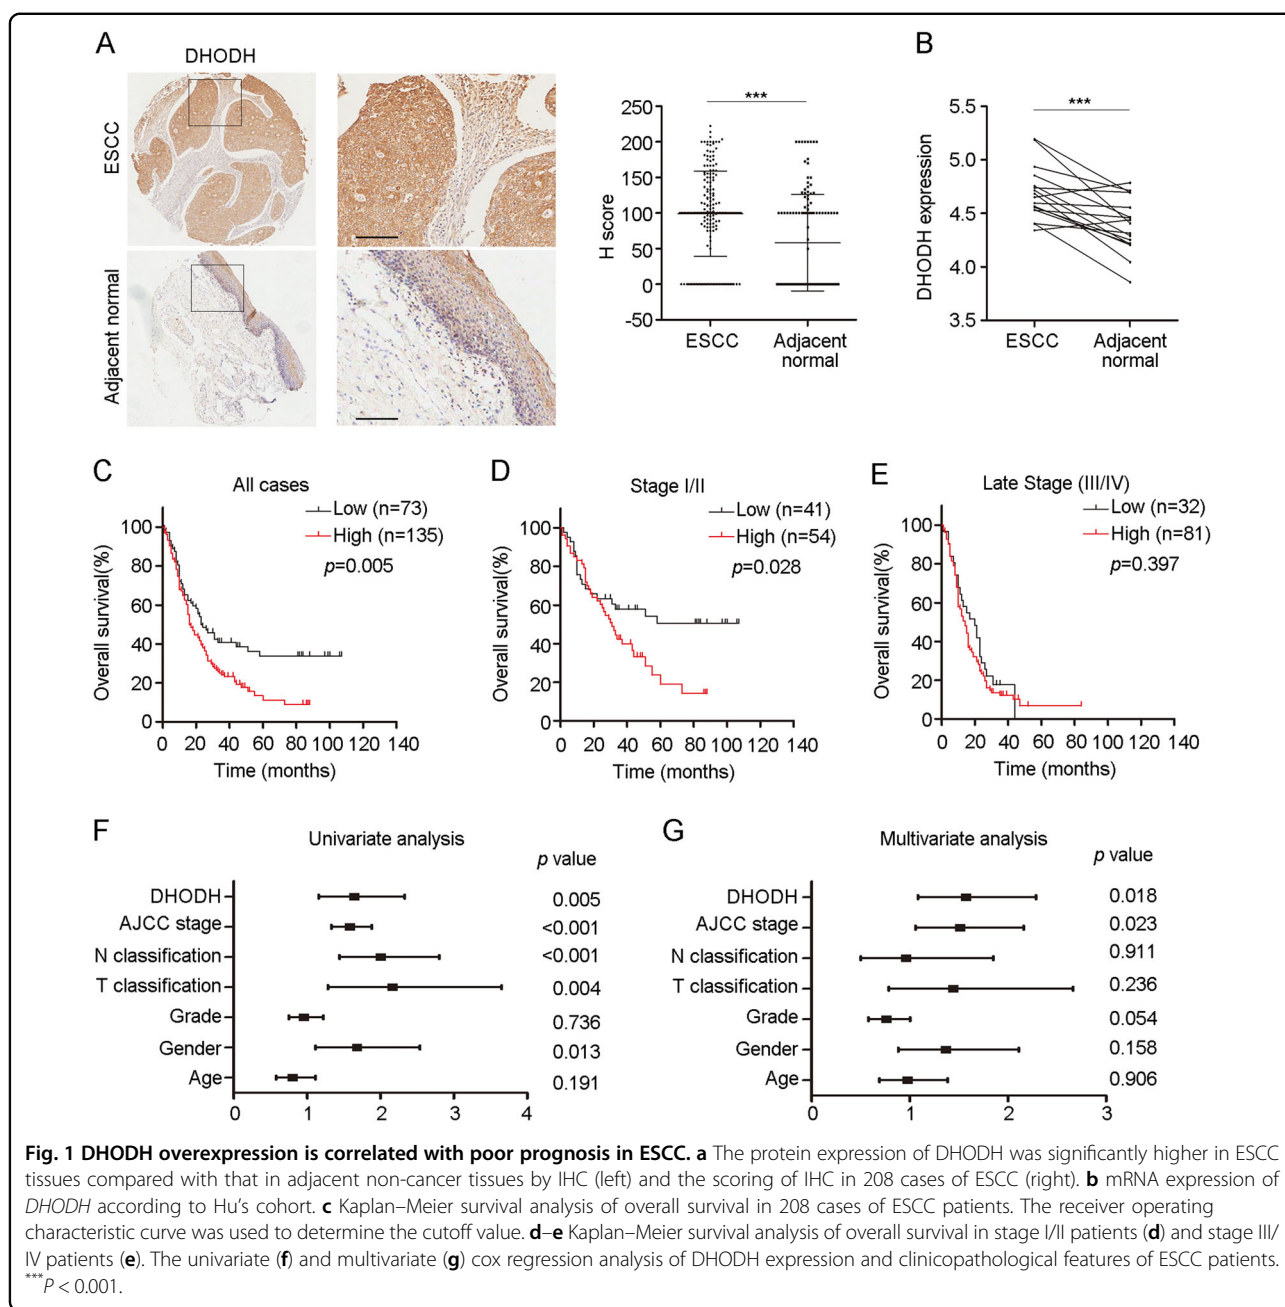 A
DHODH
ESCC
Adjacent normal
***
250
200
150
100
50
0
-50
H score
ESCC
Adjacent
normal
B
***
5.5
5.0
4.5
4.0
3.5
DHODH expression
ESCC
Adjacent
normal
C
All cases
Low (n=73)
High (n=135)
p=0.005
100
80
60
40
20
0
Overall survival(%)
0 20 40 60 80 100 120 140
Time (months)
D
Stage I/II
Low (n=41)
High (n=54)
p=0.028
100
80
60
40
20
0
Overall survival(%)
0 20 40 60 80 100 120 140
Time (months)
E
Late Stage (III/IV)
Low (n=32)
High (n=81)
p=0.397
100
80
60
40
20
0
Overall survival(%)
0 20 40 60 80 100 120 140
Time (months)
F
Univariate analysis
p value
DHODH 0.005
AJCC stage <0.001
N classification <0.001
T classification 0.004
Grade 0.736
Gender 0.013
Age 0.191
0 1 2 3 4
G
Multivariate analysis
p value
DHODH 0.018
AJCC stage 0.023
N classification 0.911
T classification 0.236
Grade 0.054
Gender 0.158
Age 0.906
0 1 2 3
Fig. 1 DHODH overexpression is correlated with poor prognosis in ESCC. a The protein expression of DHODH was significantly higher in ESCC
tissues compared with that in adjacent non-cancer tissues by IHC (left) and the scoring of IHC in 208 cases of ESCC (right). b mRNA expression of
DHODH according to Hu's cohort. c Kaplan–Meier survival analysis of overall survival in 208 cases of ESCC patients. The receiver operating
characteristic curve was used to determine the cutoff value. d–e Kaplan–Meier survival analysis of overall survival in stage I/II patients (d) and stage III/
IV patients (e). The univariate (f) and multivariate (g) cox regression analysis of DHODH expression and clinicopathological features of ESCC patients.
***P < 0.001.